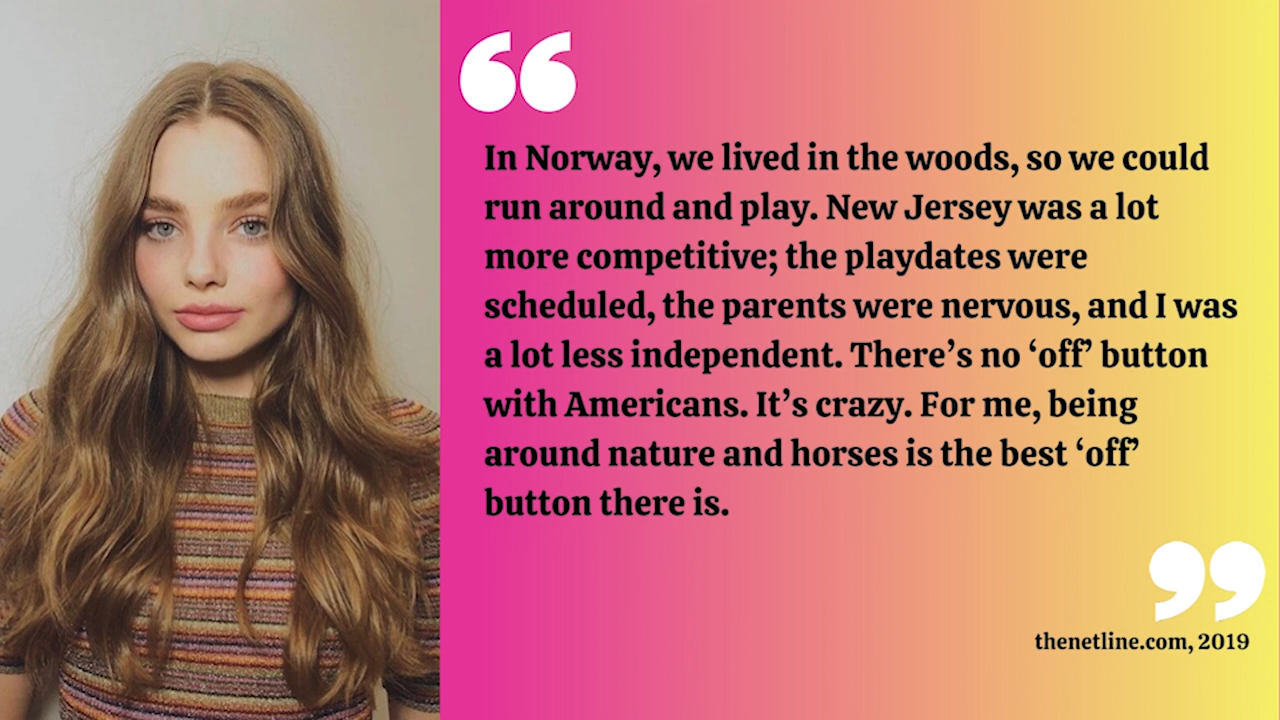 “
In Norway, we lived in the woods, so we could
run around and play. New Jersey was a lot
more competitive; the playdates were
scheduled, the parents were nervous, and I was
a lot less independent. There’s no ‘off’ button
with Americans. It’s crazy. For me, being
around nature and horses is the best ‘off’
button there is.
”
thenetline.com, 2019